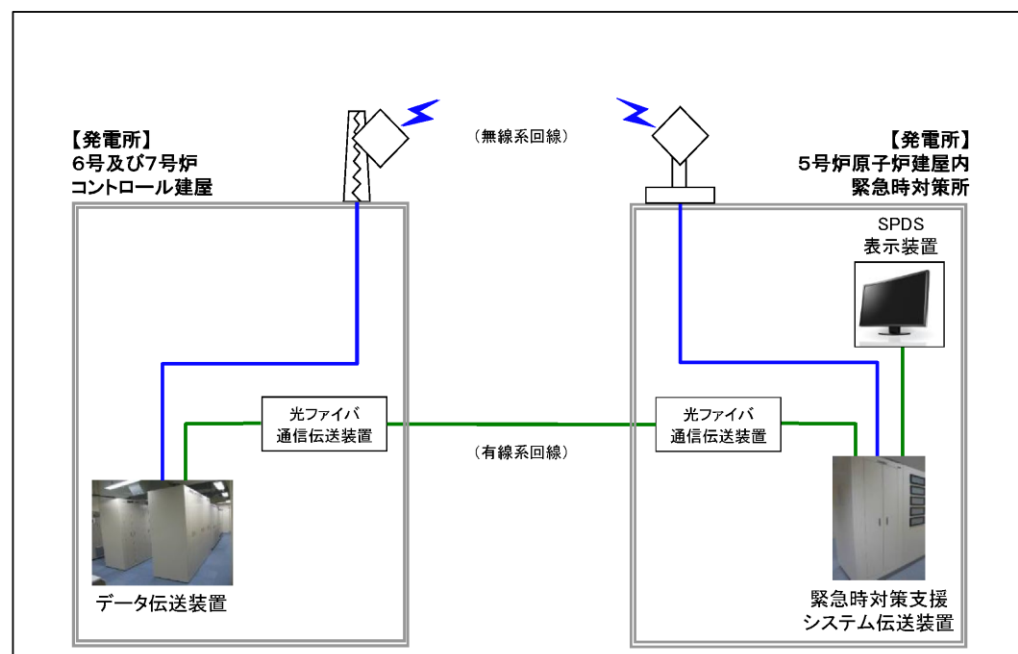 【発電所】
6号及び7号炉
コントロール建屋
（無線系回線）
【発電所】
5号炉原子炉建屋内
緊急時対策所
SPDS
表示装置
光ファイバ
通信伝送装置
光ファイバ
通信伝送装置
（有線系回線）
データ伝送装置
緊急時対策支援
システム伝送装置